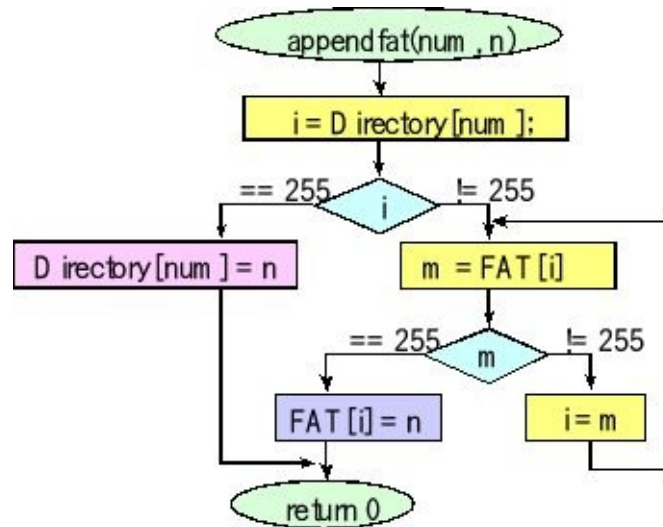 appendfat(num, n)
i = Directory[num];
== 255
i
!= 255
Directory[num] = n
m = FAT[i]
== 255
m
!= 255
FAT[i] = n
i = m
return 0